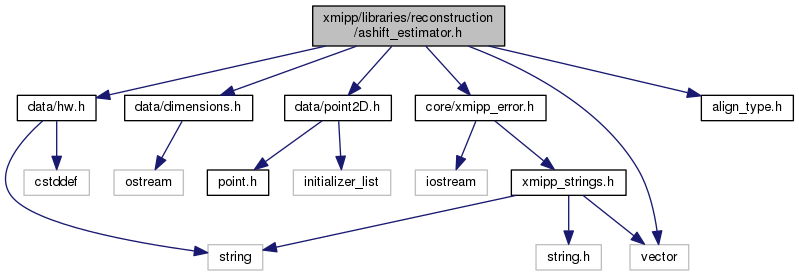 xmipp/libraries/reconstruction
/ashift_estimator.h
data/hw.h
data/dimensions.h
data/point2D.h
core/xmipp_error.h
align_type.h
cstddef
ostream
point.h
initializer_list
iostream
xmipp_strings.h
string
string.h
vector